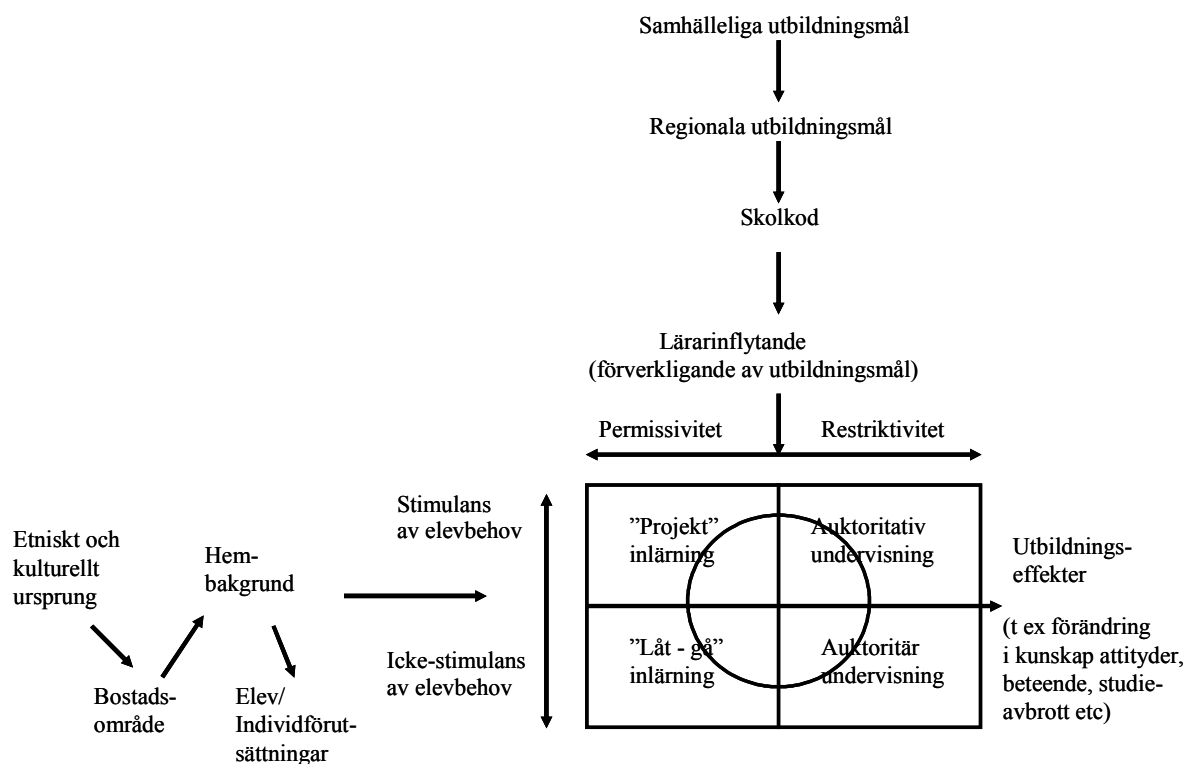 Samhälleliga utbildningsmål
Regionala utbildningsmål
Skolkod
Lärarinflytande
(förverkligande av utbildningsmål)
Permissivitet
Restriktivitet
Stimulans
av elevbehov
Icke-stimulans
av elevbehov
Etniskt och
kulturellt
ursprung
Hem-
bakgrund
Bostads-
område
Elev/
Individförut-
sättningar
”Projekt”
inlärning
Auktoritativ
undervisning
”Låt - gå”
inlärning
Auktoritär
undervisning
Utbildnings-
effekter
(t ex förändring
i kunskap attityder,
beteende, studie-
avbrott etc)